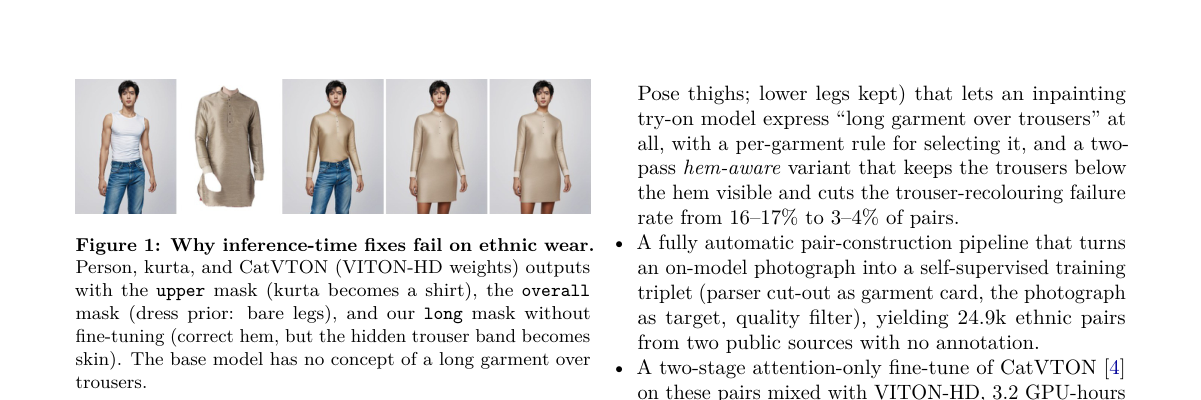 Figure 1: Why inference-time fixes fail on ethnic wear.
Person, kurta, and CatVTON (VITON-HD weights) outputs
with the upper mask (kurta becomes a shirt), the overall
mask (dress prior: bare legs), and our long mask without
fine-tuning (correct hem, but the hidden trouser band becomes
skin). The base model has no concept of a long garment over
trousers.
Pose thighs; lower legs kept) that lets an inpainting
try-on model express “long garment over trousers” at
all, with a per-garment rule for selecting it, and a two-
pass hem-aware variant that keeps the trousers below
the hem visible and cuts the trouser-recolouring failure
rate from 16–17% to 3–4% of pairs.
• A fully automatic pair-construction pipeline that turns
an on-model photograph into a self-supervised training
triplet (parser cut-out as garment card, the photograph
as target, quality filter), yielding 24.9k ethnic pairs
from two public sources with no annotation.
• A two-stage attention-only fine-tune of CatVTON [4]
on these pairs mixed with VITON-HD, 3.2 GPU-hours